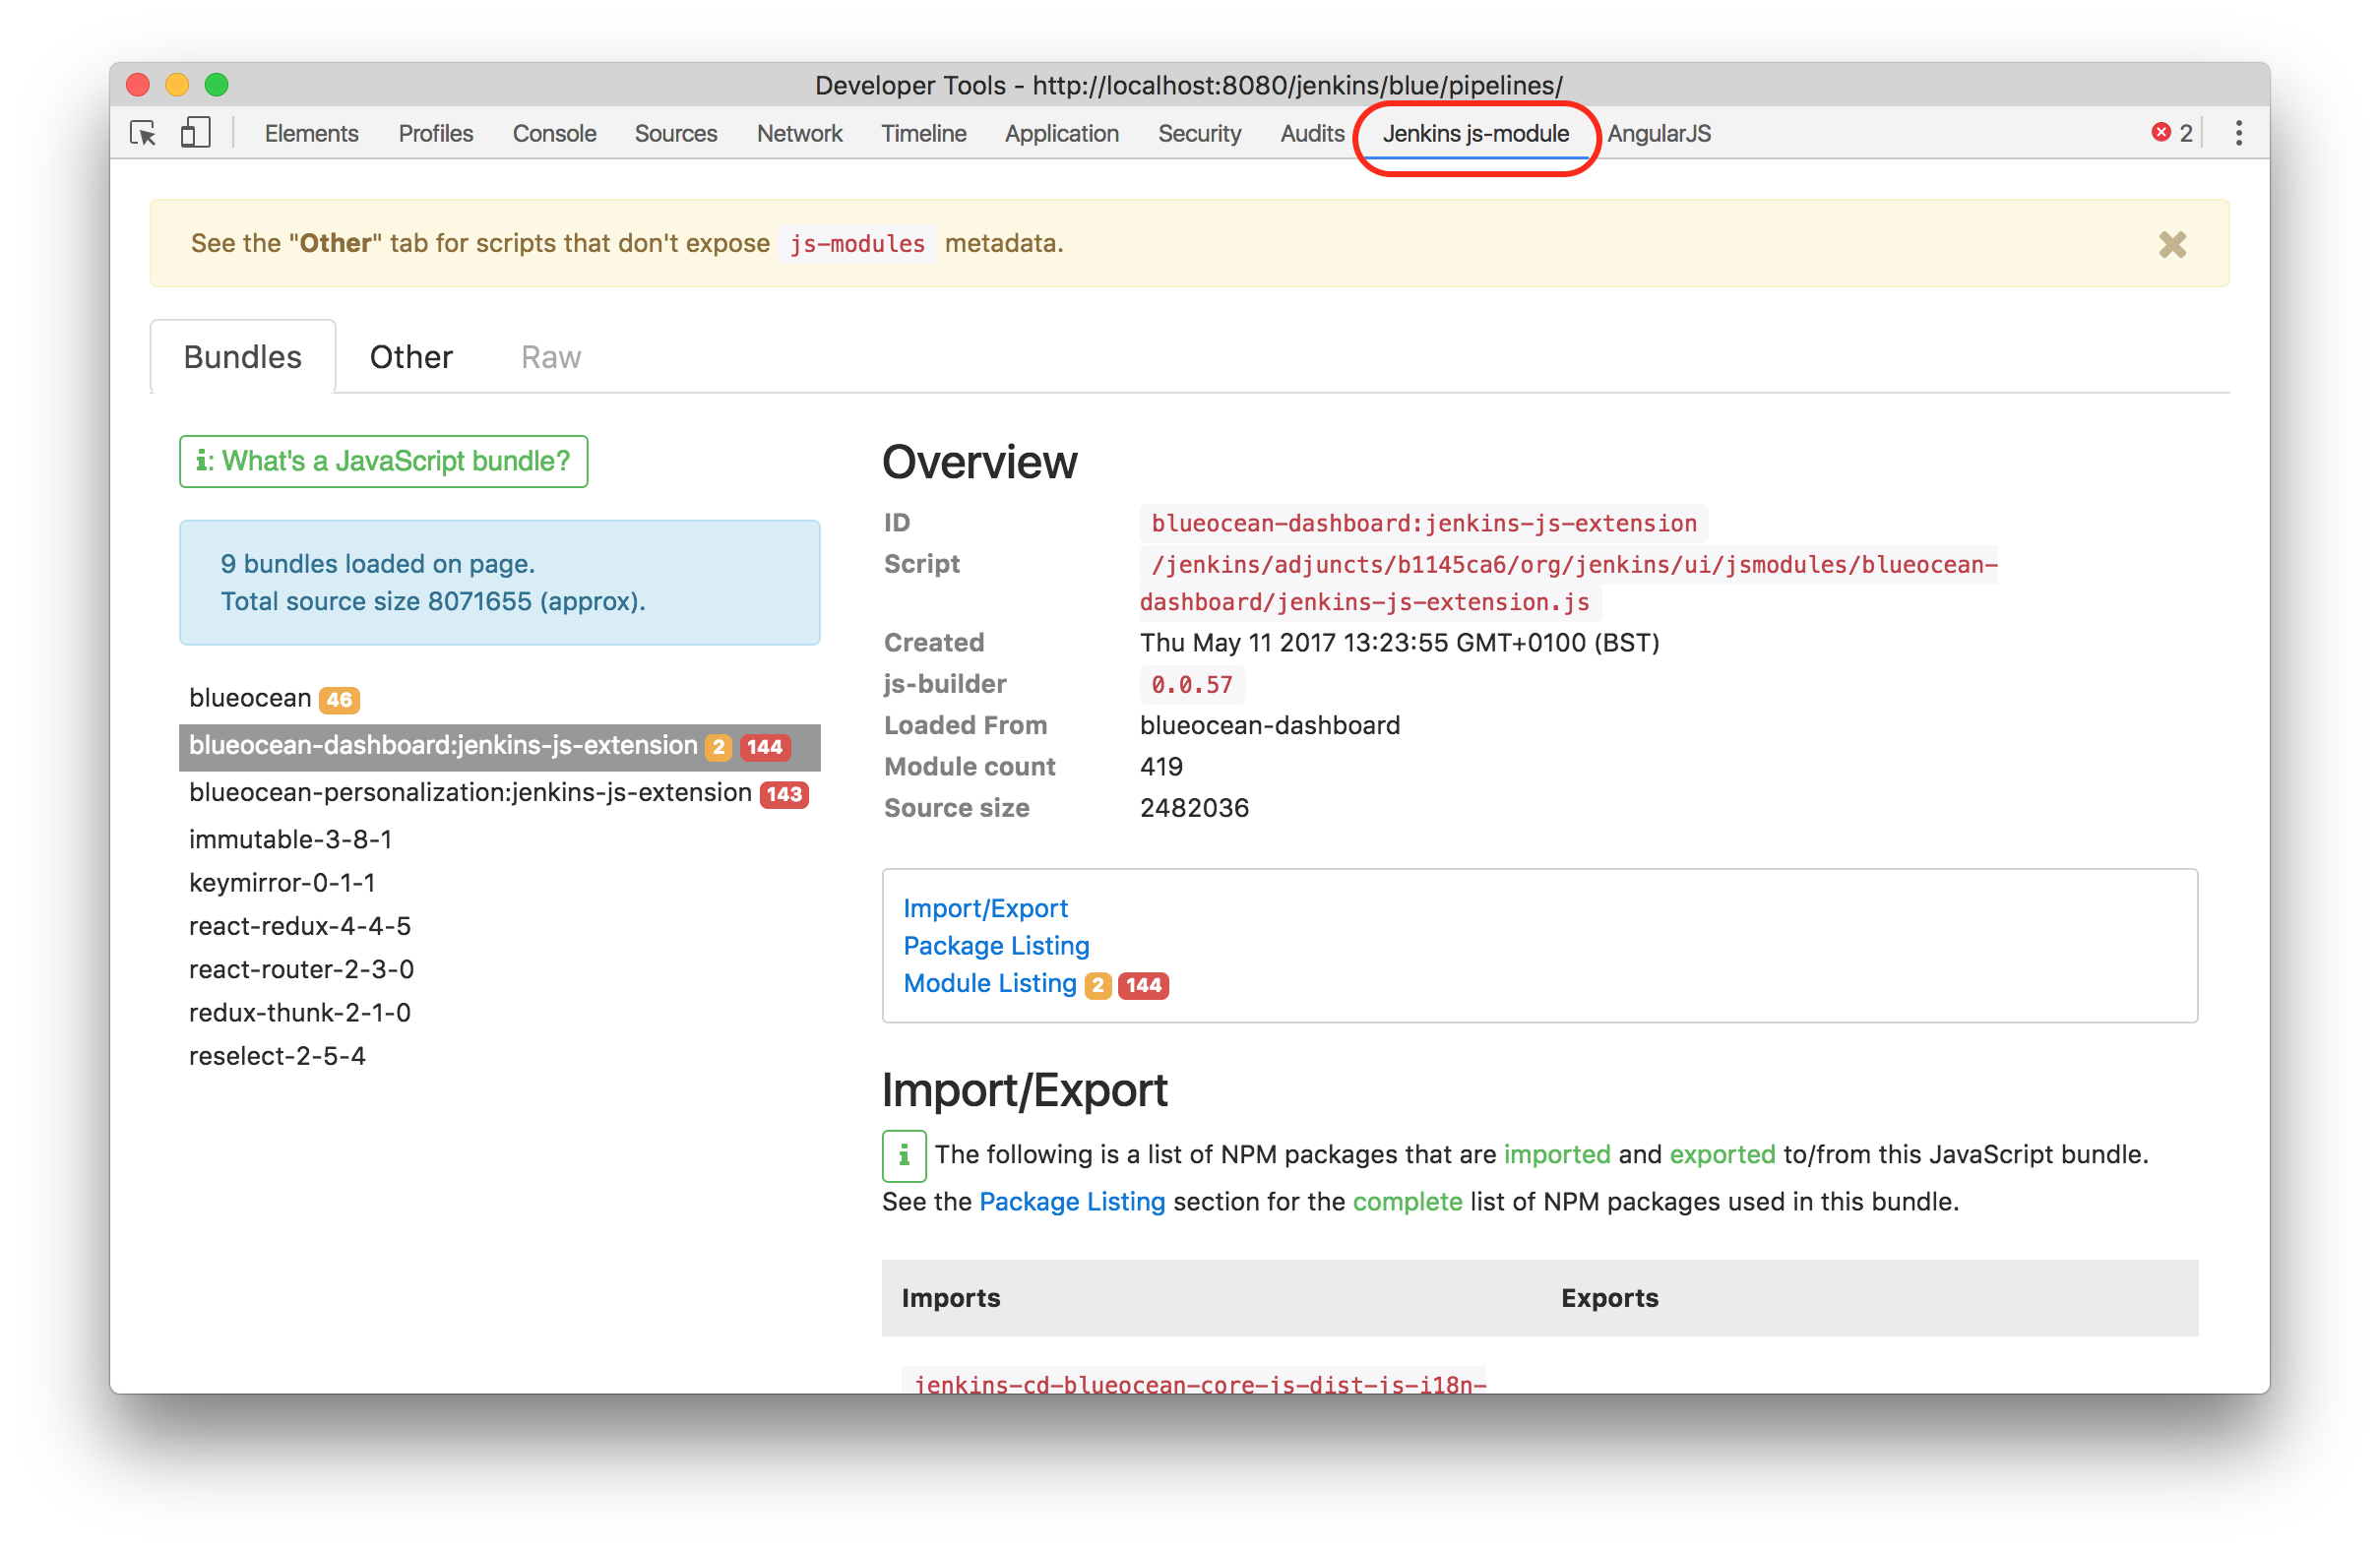 Developer Tools - http://localhost:8080/jenkins/blue/pipelines/
Elements Profiles Console Sources Network Timeline Application Security Audits Jenkins js-module AngularJS 2
See the "Other" tab for scripts that don't expose js-modules metadata.
Bundles Other Raw
i: What's a JavaScript bundle?
9 bundles loaded on page.
Total source size 8071655 (approx).
blueocean 46
blueocean-dashboard:jenkins-js-extension 2 144
blueocean-personalization:jenkins-js-extension 143
immutable-3-8-1
keymirror-0-1-1
react-redux-4-4-5
react-router-2-3-0
redux-thunk-2-1-0
reselect-2-5-4
Overview
ID blueocean-dashboard:jenkins-js-extension
Script /jenkins/adjuncts/b1145ca6/org/jenkins/ui/jsmodules/blueocean-
dashboard/jenkins-js-extension.js
Created Thu May 11 2017 13:23:55 GMT+0100 (BST)
js-builder 0.0.57
Loaded From blueocean-dashboard
Module count 419
Source size 2482036
Import/Export
Package Listing
Module Listing 2 144
Import/Export
i The following is a list of NPM packages that are imported and exported to/from this JavaScript bundle.
See the Package Listing section for the complete list of NPM packages used in this bundle.
Imports Exports
jenkins-cd-blueocean-core-js-dist-js-i18n-